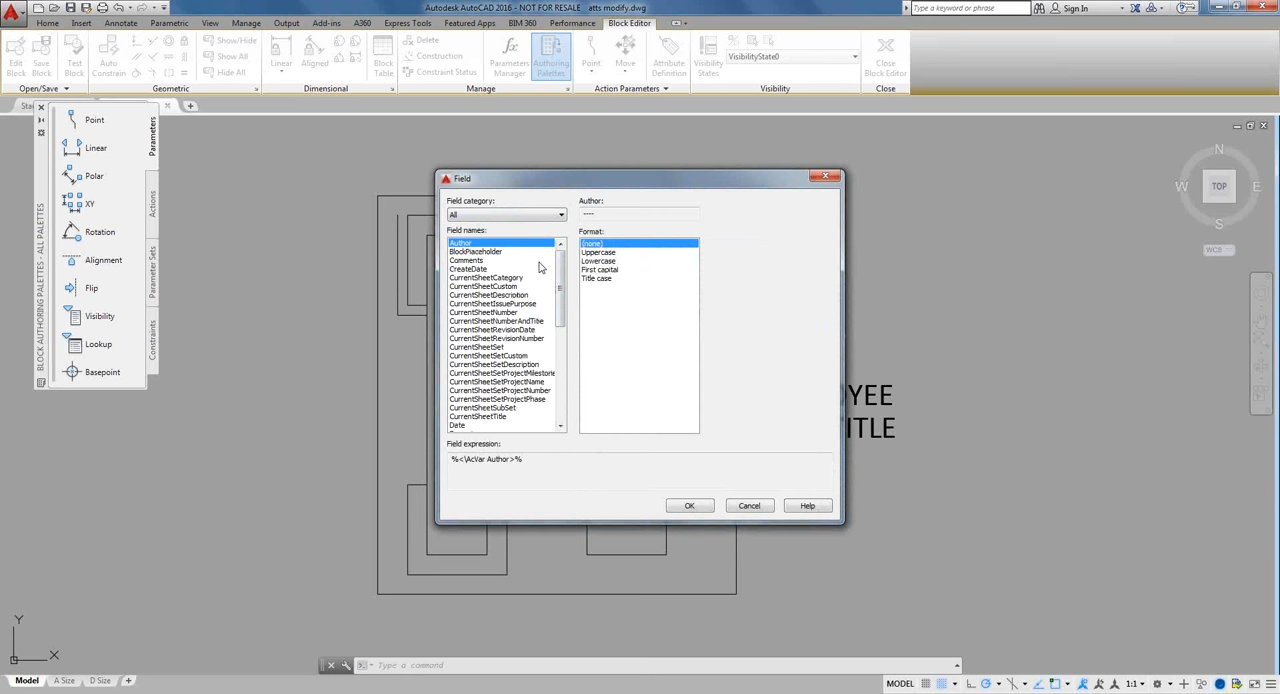 Autodesk AutoCAD 2016 - NOT FOR RESALE   atts modify.dwg
Type a keyword or phrase
Sign In
Home Insert Annotate Parametric View Manage Output Add-ins A360 Express Tools Featured Apps BIM 360 Performance Block Editor
Edit Block
Save Block
Test Block
Auto Constrain
Show/Hide
Show All
Hide All
Linear
Aligned
Block Table
Delete
Construction
Constraint Status
Parameters Manager
Authoring Palettes
Point
Move
Attribute Definition
Visibility States
VisibilityState0
Close Block Editor
Open/Save
Geometric
Dimensional
Manage
Action Parameters
Visibility
Close
Point
Linear
Polar
XY
Rotation
Alignment
Flip
Visibility
Lookup
Basepoint
Parameters
Actions
Parameter Sets
Constraints
BLOCK AUTHORING PALETTES - ALL PALETTES
N
W
TOP
E
S
WCS
Field
Field category:
All
Field names:
Author
BlockPlaceholder
Comments
CreateDate
CurrentSheetCategory
CurrentSheetCustom
CurrentSheetDescription
CurrentSheetIssuePurpose
CurrentSheetNumber
CurrentSheetNumberAndTitle
CurrentSheetRevisionDate
CurrentSheetRevisionNumber
CurrentSheetSet
CurrentSheetSetCustom
CurrentSheetSetDescription
CurrentSheetSetProjectMilestone
CurrentSheetSetProjectName
CurrentSheetSetProjectNumber
CurrentSheetSetProjectPhase
CurrentSheetSubSet
CurrentSheetTitle
Date
Author:
----
Format:
(none)
Uppercase
Lowercase
First capital
Title case
Field expression:
%<\AcVar Author>%
OK
Cancel
Help
YEE
ITLE
Y
X
Type a command
Model
A Size
D Size
MODEL
1:1